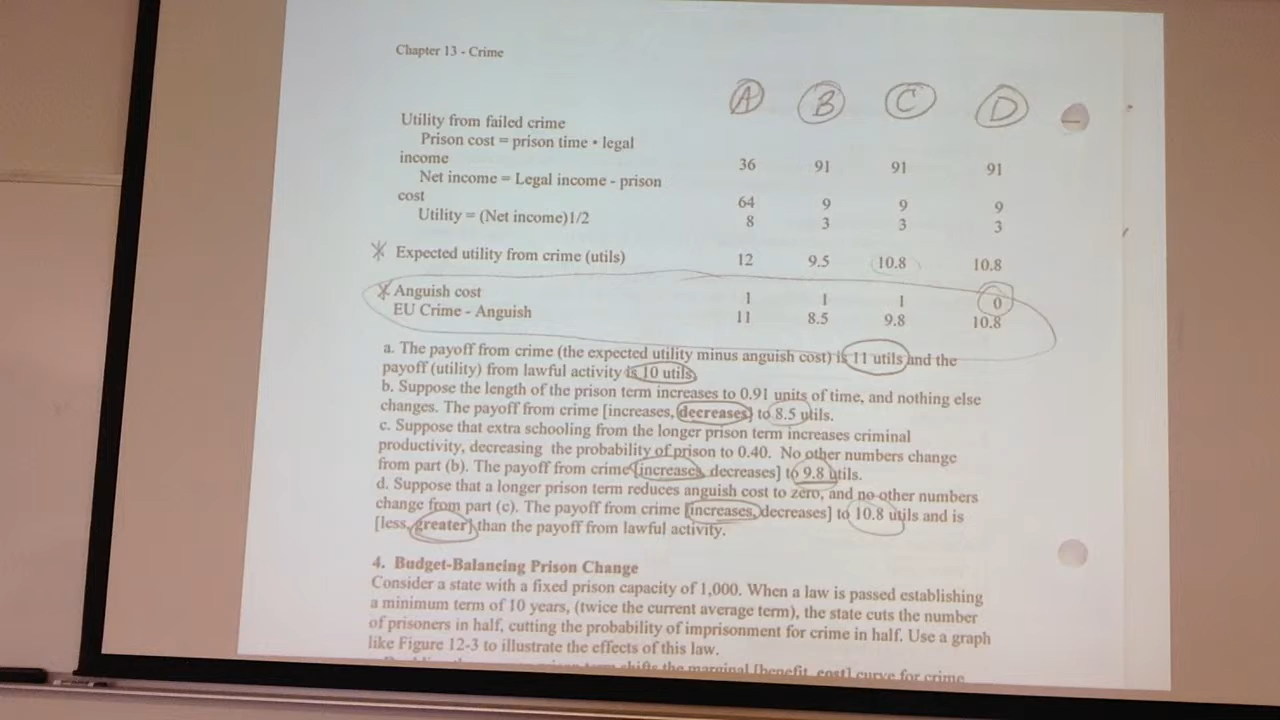 Chapter 13 - Crime
A B C D
Utility from failed crime
Prison cost = prison time • legal
income 36 91 91 91
Net income = Legal income - prison
cost 64 9 9 9
Utility = (Net income)1/2 8 3 3 3
Expected utility from crime (utils) 12 9.5 10.8 10.8
Anguish cost 1 1 1 0
EU Crime - Anguish 11 8.5 9.8 10.8
a. The payoff from crime (the expected utility minus anguish cost) is 11 utils and the
payoff (utility) from lawful activity is 10 utils.
b. Suppose the length of the prison term increases to 0.91 units of time, and nothing else
changes. The payoff from crime [increases, decreases] to 8.5 utils.
c. Suppose that extra schooling from the longer prison term increases criminal
productivity, decreasing the probability of prison to 0.40. No other numbers change
from part (b). The payoff from crime [increases, decreases] to 9.8 utils.
d. Suppose that a longer prison term reduces anguish cost to zero, and no other numbers
change from part (c). The payoff from crime [increases, decreases] to 10.8 utils and is
[less, greater] than the payoff from lawful activity.
4. Budget-Balancing Prison Change
Consider a state with a fixed prison capacity of 1,000. When a law is passed establishing
a minimum term of 10 years, (twice the current average term), the state cuts the number
of prisoners in half, cutting the probability of imprisonment for crime in half. Use a graph
like Figure 12-3 to illustrate the effects of this law.
shifts the marginal [benefit, cost] curve for crime